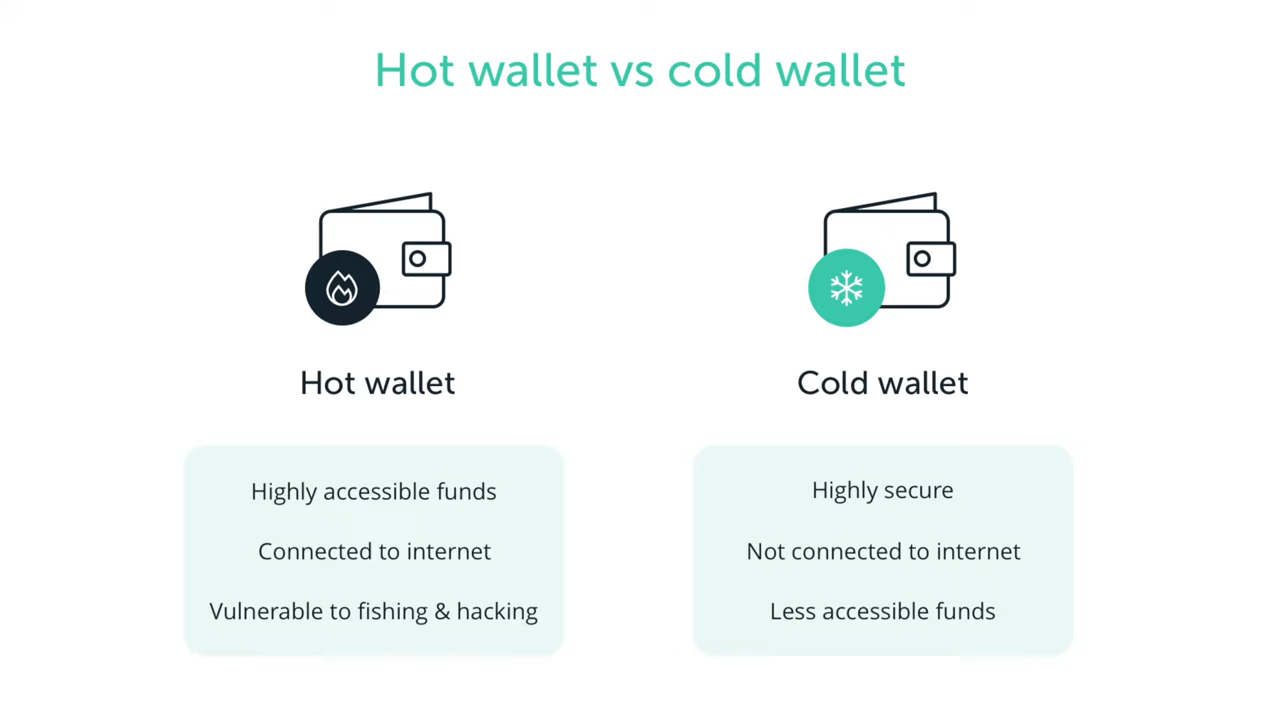 Hot wallet vs cold wallet
Hot wallet
Highly accessible funds
Connected to internet
Vulnerable to fishing & hacking
Cold wallet
Highly secure
Not connected to internet
Less accessible funds